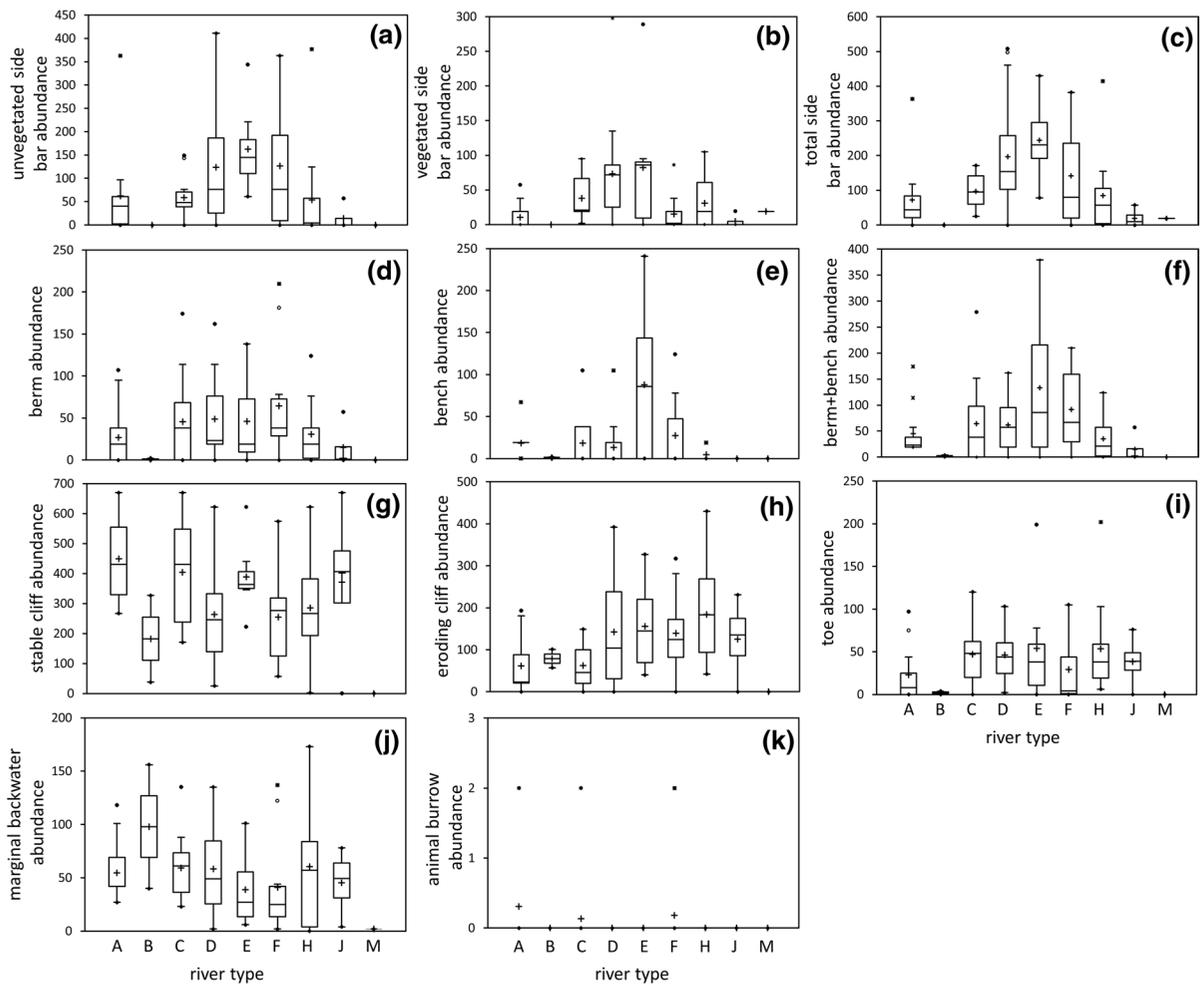 (a)
unvegetated side
bar abundance
450
400
350
300
250
200
150
100
50
0
(b)
vegetated side
bar abundance
300
250
200
150
100
50
0
(c)
total side
bar abundance
600
500
400
300
200
100
0
(d)
berm abundance
250
200
150
100
50
0
(e)
bench abundance
250
200
150
100
50
0
(f)
berm+bench abundance
400
350
300
250
200
150
100
50
0
(g)
stable cliff abundance
700
600
500
400
300
200
100
0
(h)
eroding cliff abundance
500
400
300
200
100
0
(i)
toe abundance
250
200
150
100
50
0
A B C D E F H J M
river type
(j)
marginal backwater
abundance
200
150
100
50
0
A B C D E F H J M
river type
(k)
animal burrow
abundance
3
2
1
0
A B C D E F H J M
river type